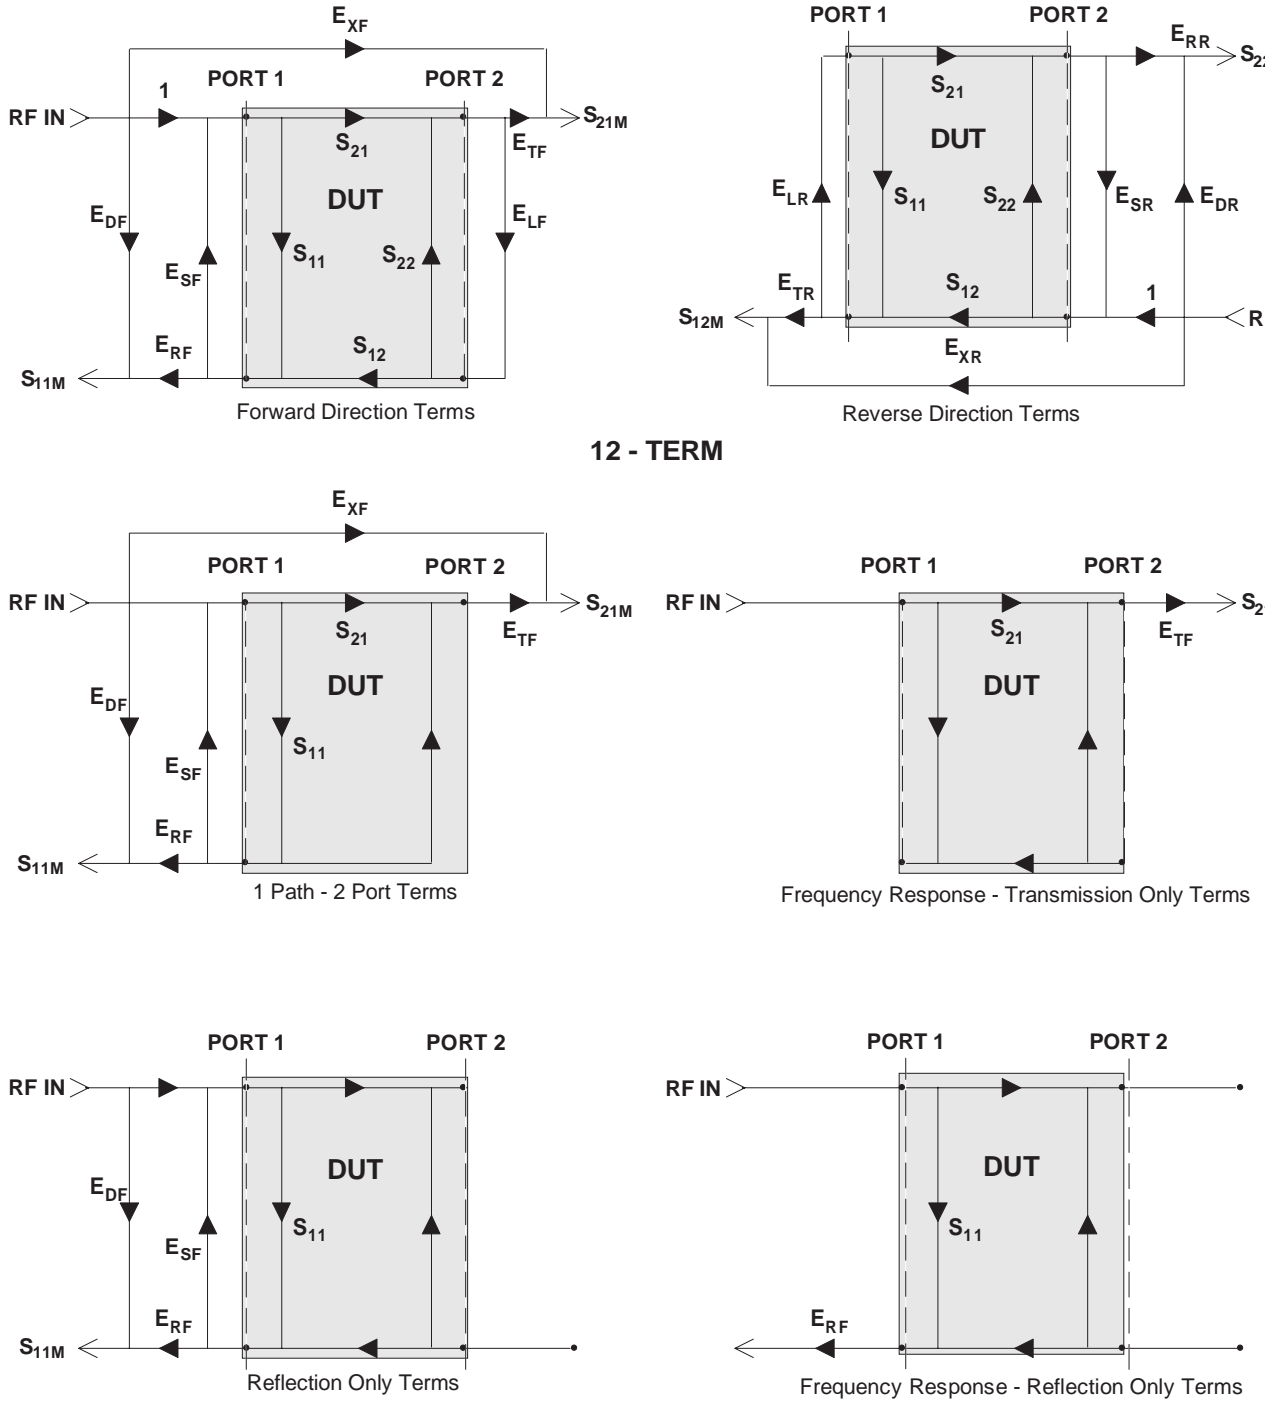 E_XF
PORT 1 PORT 2
1
RF IN
S_21M
S_21
E_TF
DUT
E_DF
E_LF
S_11
S_22
E_SF
E_RF
S_12
S_11M
Forward Direction Terms
PORT 1 PORT 2
E_RR
S_22
S_21
DUT
E_LR
S_11
S_22
E_SR
E_DR
E_TR
S_12
1
S_12M
R
E_XR
Reverse Direction Terms
12 - TERM
E_XF
PORT 1 PORT 2
RF IN
S_21M
S_21
E_TF
DUT
E_DF
S_11
E_SF
E_RF
S_11M
1 Path - 2 Port Terms
PORT 1 PORT 2
RF IN
S_2
S_21
E_TF
DUT
Frequency Response - Transmission Only Terms
PORT 1 PORT 2
RF IN
DUT
E_DF
S_11
E_SF
E_RF
S_11M
Reflection Only Terms
PORT 1 PORT 2
RF IN
DUT
S_11
E_RF
Frequency Response - Reflection Only Terms